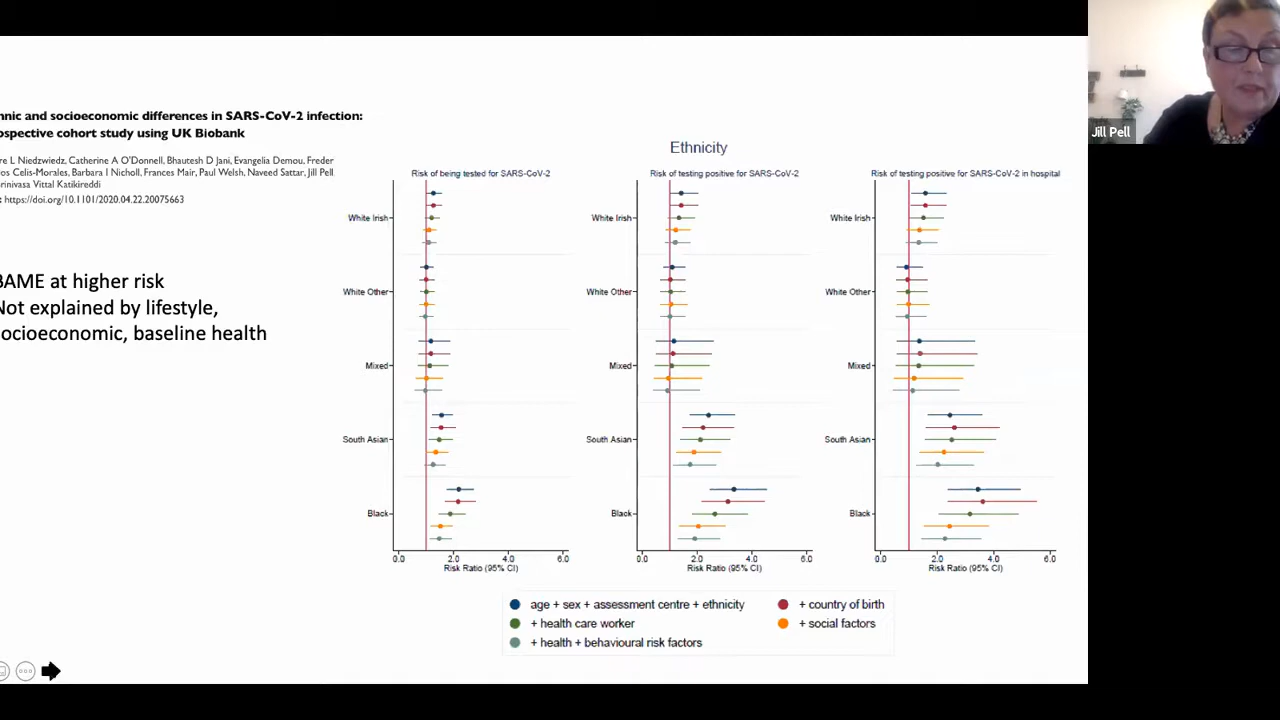 hnic and socioeconomic differences in SARS-CoV-2 infection:
ospective cohort study using UK Biobank
re L Niedzwiedz, Catherine A O'Donnell, Bhautesh D Jani, Evangelia Demou, Freder
los Celis-Morales, Barbara I Nicholl, Frances Mair, Paul Welsh, Naveed Sattar, Jill Pell
rinivasa Vittal Katikireddi
: https://doi.org/10.1101/2020.04.22.20075663
BAME at higher risk
Not explained by lifestyle,
ocioeconomic, baseline health
Ethnicity
Risk of being tested for SARS-CoV-2
White Irish
White Other
Mixed
South Asian
Black
0.0 2.0 4.0 6.0
Risk Ratio (95% CI)
Risk of testing positive for SARS-CoV-2
White Irish
White Other
Mixed
South Asian
Black
0.0 2.0 4.0 6.0
Risk Ratio (95% CI)
Risk of testing positive for SARS-CoV-2 in hospital
White Irish
White Other
Mixed
South Asian
Black
0.0 2.0 4.0 6.0
Risk Ratio (95% CI)
age + sex + assessment centre + ethnicity
+ country of birth
+ health care worker
+ social factors
+ health + behavioural risk factors
Jill Pell